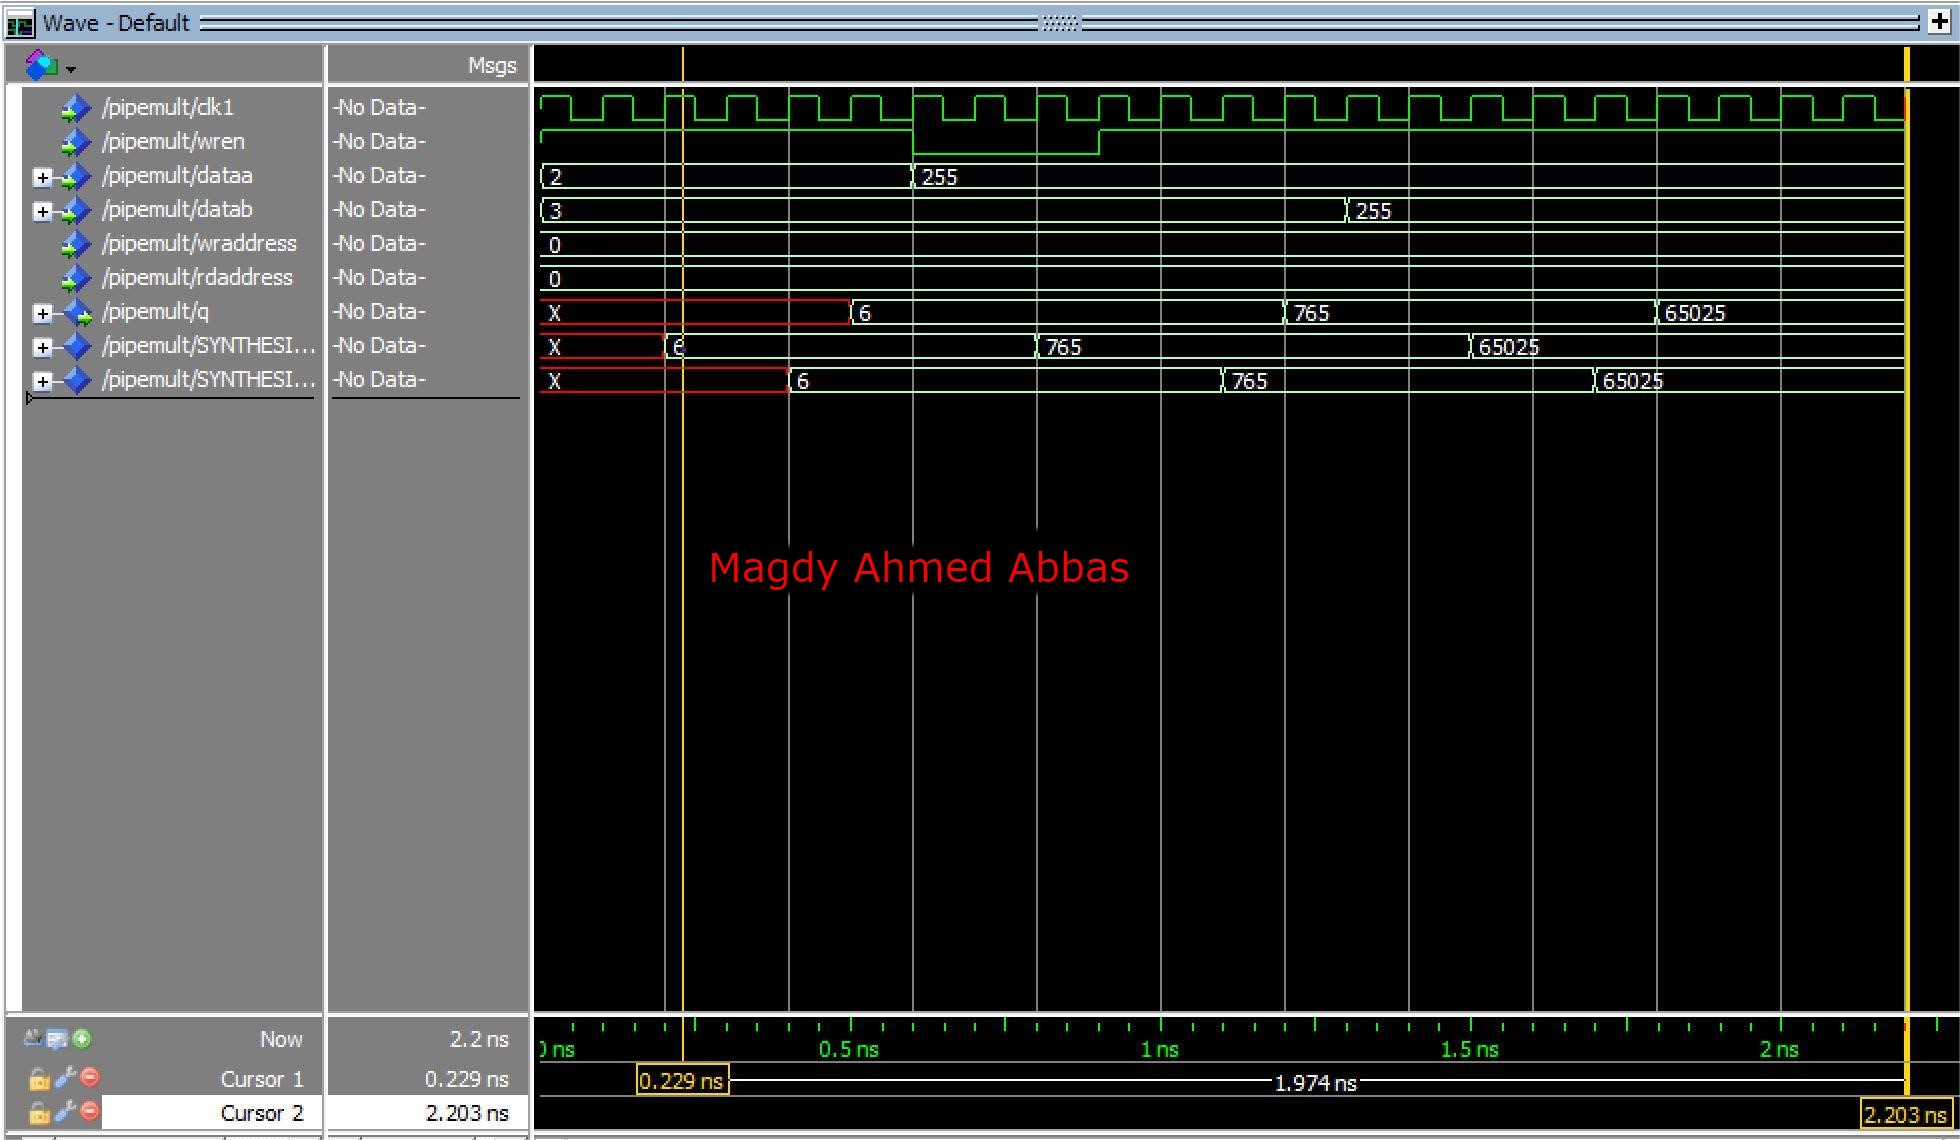 Wave - Default
Msgs
/pipemult/clk1 -No Data-
/pipemult/wren -No Data-
/pipemult/dataa -No Data- 2 255
/pipemult/datab -No Data- 3 255
/pipemult/wraddress -No Data- 0
/pipemult/rdaddress -No Data- 0
/pipemult/q -No Data- X 6 765 65025
/pipemult/SYNTHESI... -No Data- X 6 765 65025
/pipemult/SYNTHESI... -No Data- X 6 765 65025
Magdy Ahmed Abbas
Now 2.2 ns 0 ns 0.5 ns 1 ns 1.5 ns 2 ns
Cursor 1 0.229 ns 0.229 ns 1.974 ns
Cursor 2 2.203 ns 2.203 ns